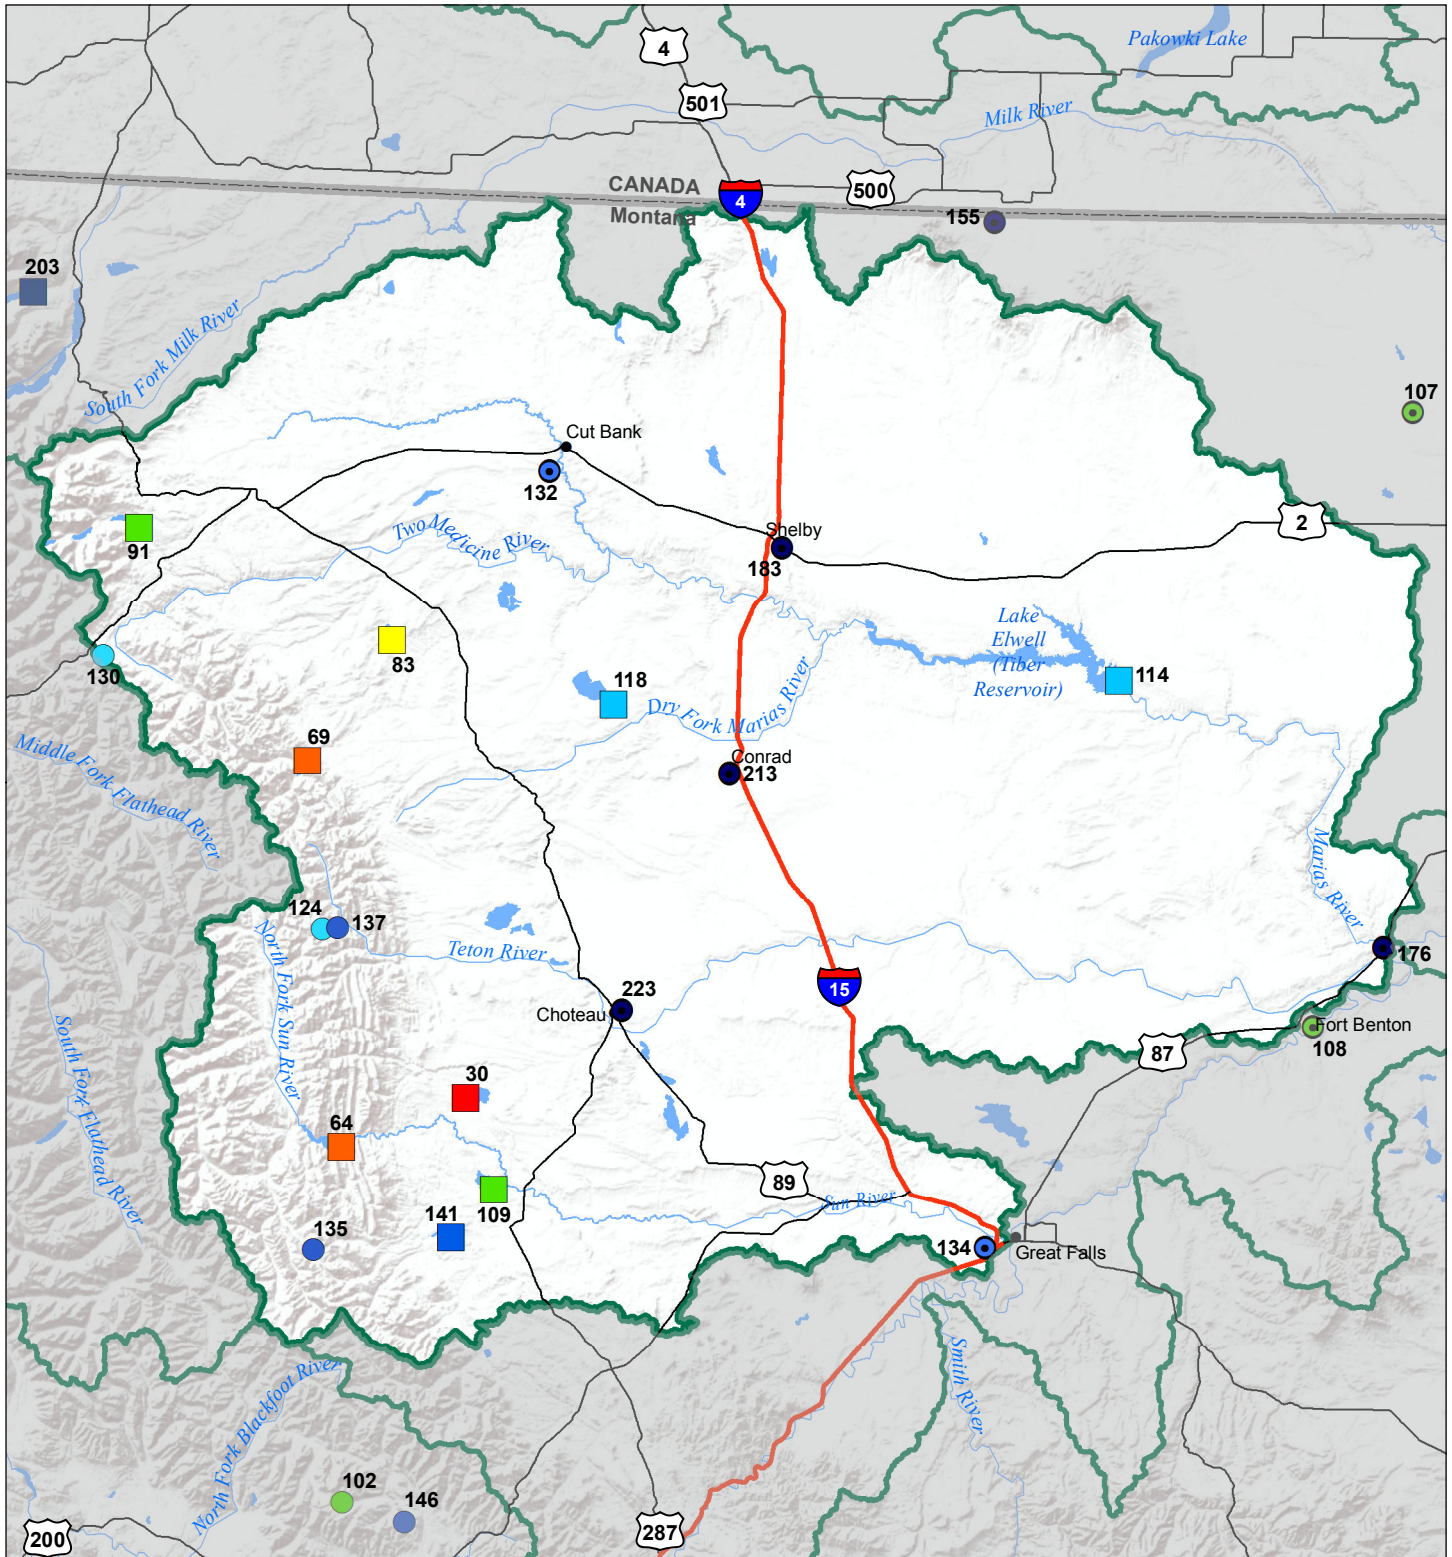 Pakowki Lake
4
501
Milk River
CANADA
Montana
4
500
155
203
South Fork Milk River
107
Cut Bank
132
2
91
Two Medicine River
Shelby
183
Lake
Elwell
(Tiber
Reservoir)
130
83
118
114
Dry Fork Marias River
69
Middle Fork Flathead River
Conrad
213
Marias River
124
137
North Fork Sun River
Teton River
176
223
Choteau
15
Fort Benton
108
87
South Fork Flathead River
30
64
89
109
Sun River
141
135
134
Great Falls
Smith River
North Fork Blackfoot River
102
146
200
287